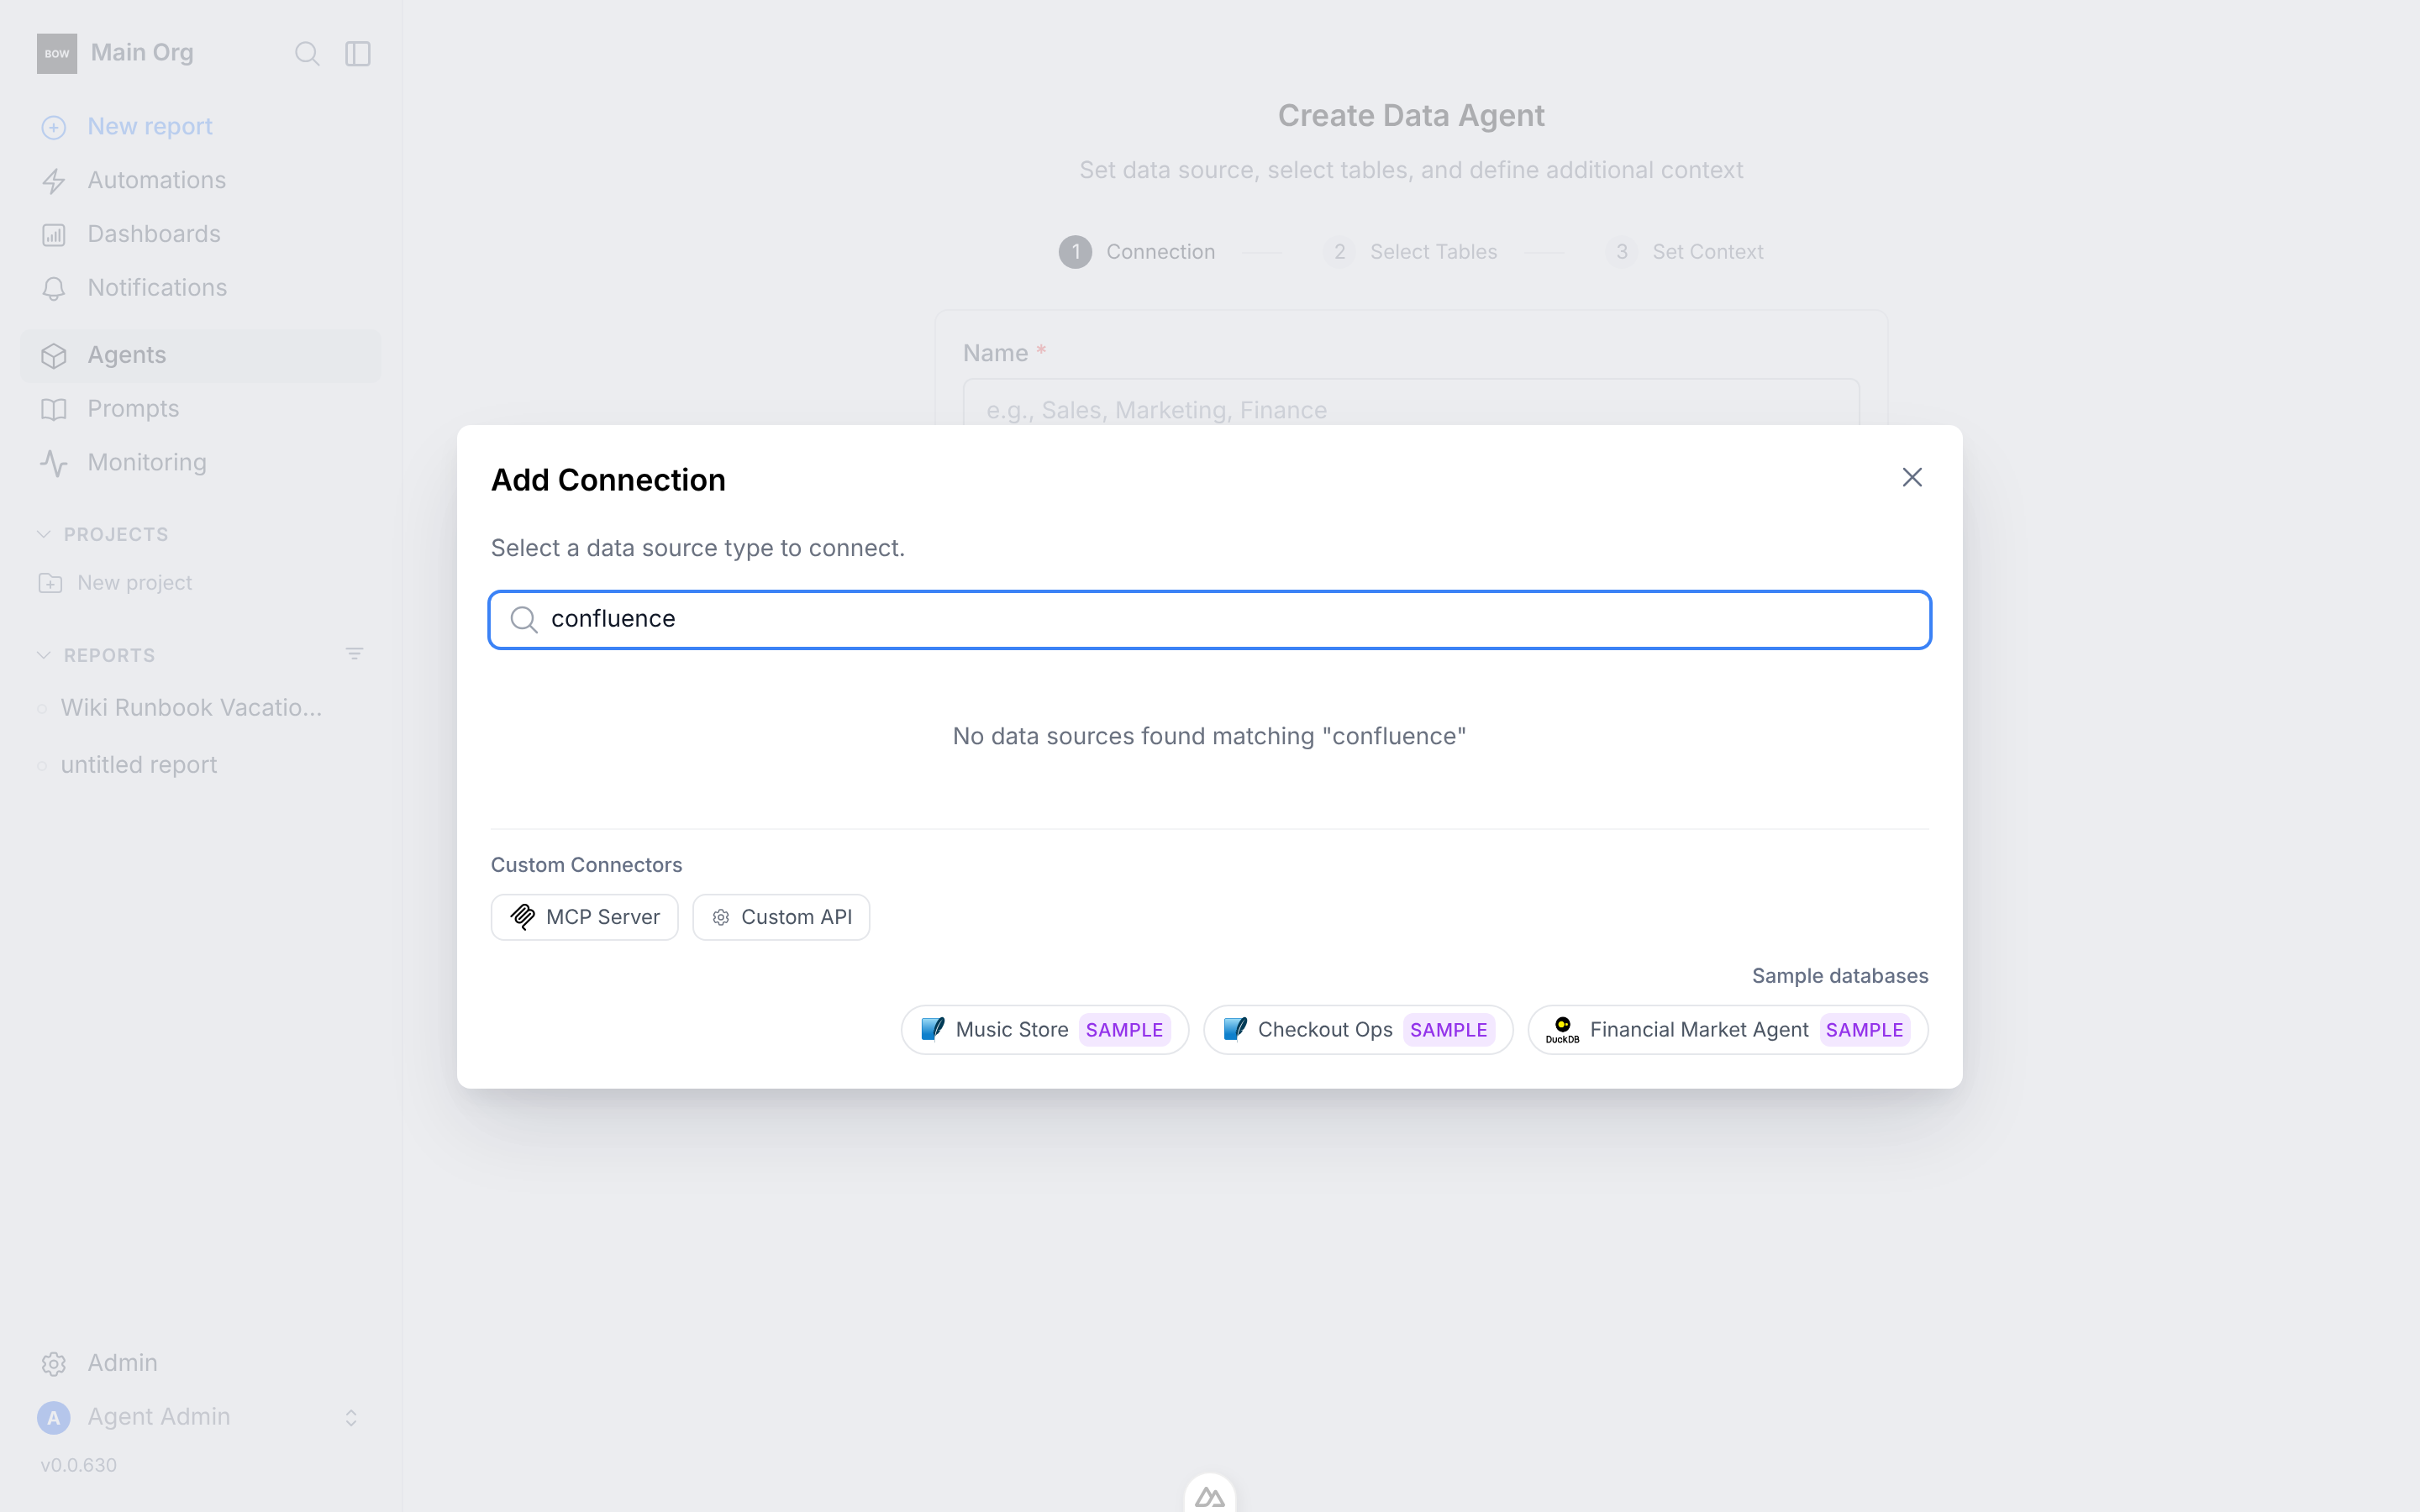 BOW Main Org
New report
Automations
Dashboards
Notifications
Agents
Prompts
Monitoring
PROJECTS
New project
REPORTS
Wiki Runbook Vacatio...
untitled report
Admin
A Agent Admin
v0.0.630
Create Data Agent
Set data source, select tables, and define additional context
1 Connection 2 Select Tables 3 Set Context
Name *
e.g., Sales, Marketing, Finance
Add Connection
Select a data source type to connect.
confluence
No data sources found matching "confluence"
Custom Connectors
MCP Server Custom API
Sample databases
Music Store SAMPLE Checkout Ops SAMPLE DuckDB Financial Market Agent SAMPLE